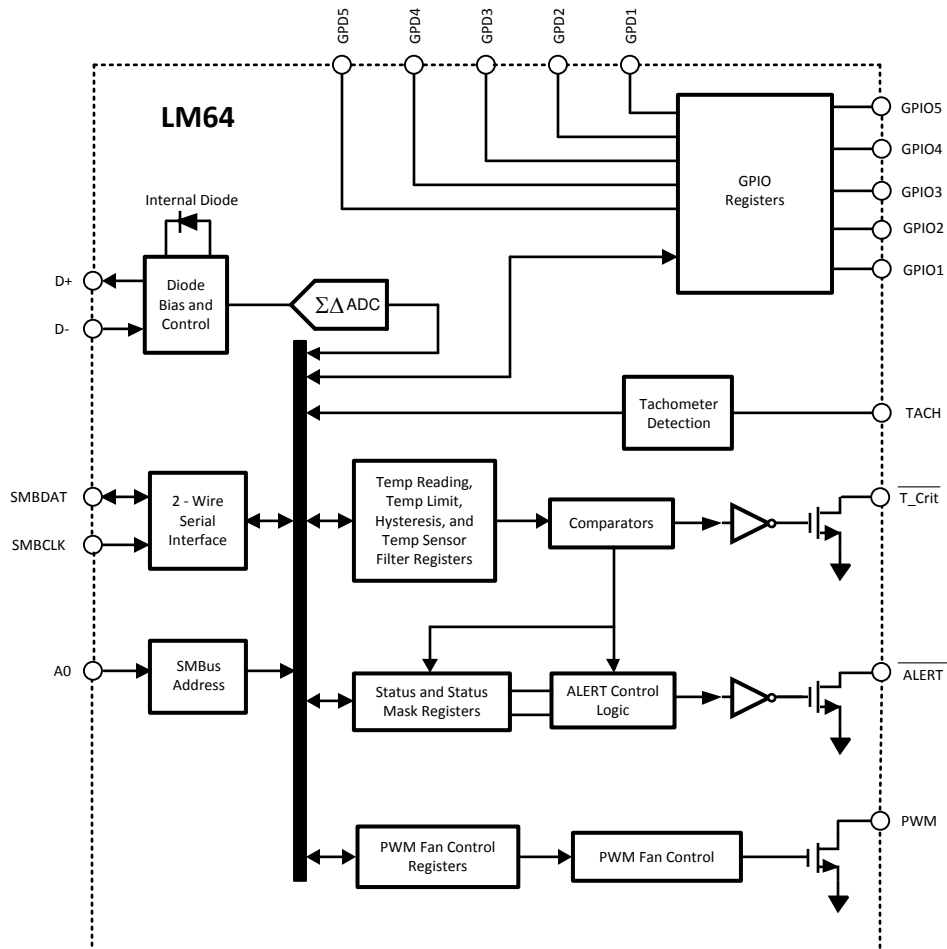 GPD5
GPD4
GPD3
GPD2
GPD1
LM64
GPIO5
GPIO4
GPIO3
GPIO2
GPIO1
GPIO
Registers
Internal Diode
D+
D-
Diode
Bias and
Control
ΣΔ ADC
Tachometer
Detection
TACH
SMBDAT
SMBCLK
2 - Wire
Serial
Interface
Temp Reading,
Temp Limit,
Hysteresis, and
Temp Sensor
Filter Registers
Comparators
T_Crit
A0
SMBus
Address
Status and Status
Mask Registers
ALERT Control
Logic
ALERT
PWM Fan Control
Registers
PWM Fan Control
PWM